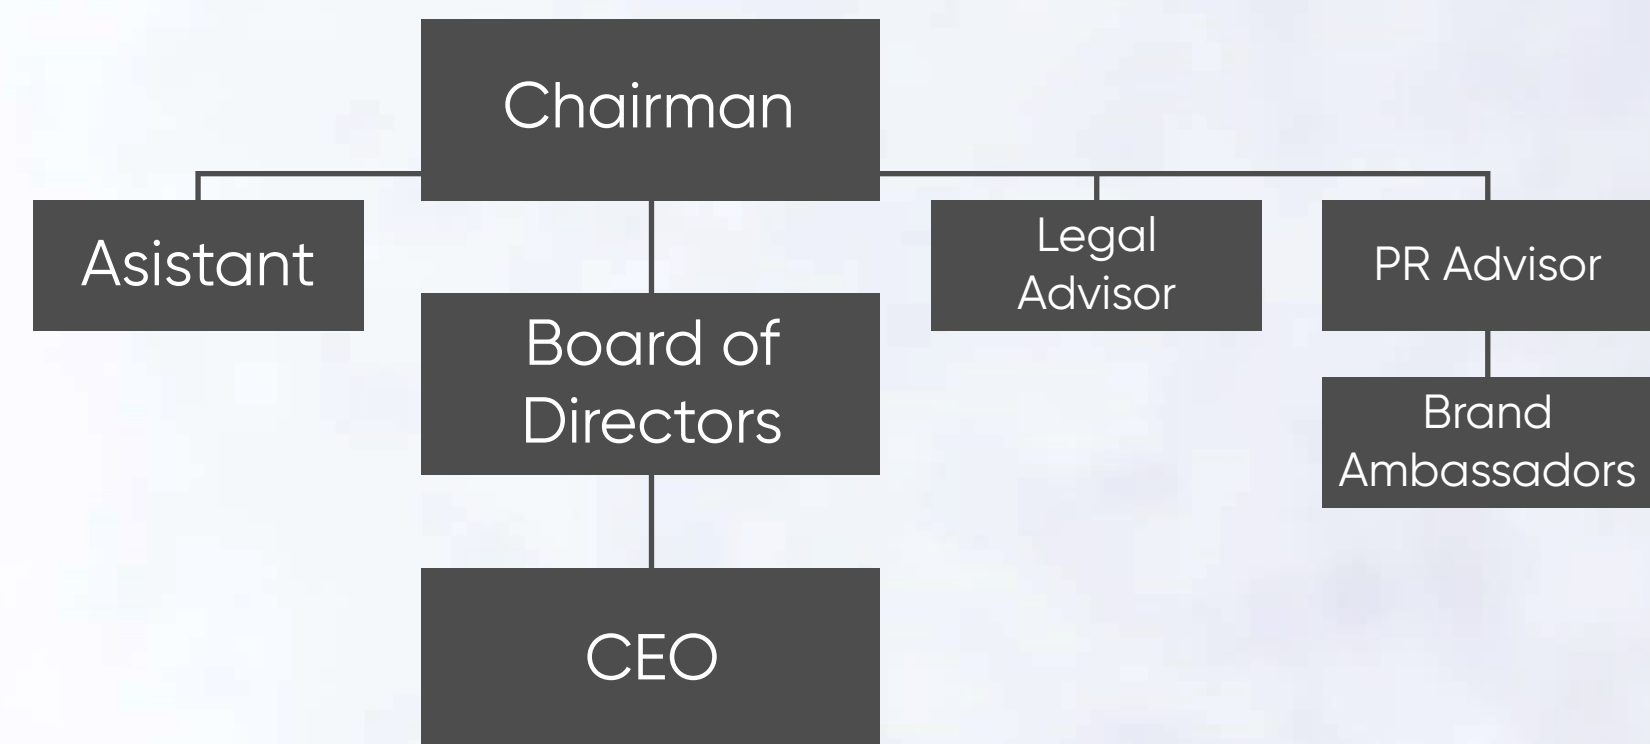 Chairman
Asistant
Legal
Advisor
PR Advisor
Board of
Directors
Brand
Ambassadors
CEO